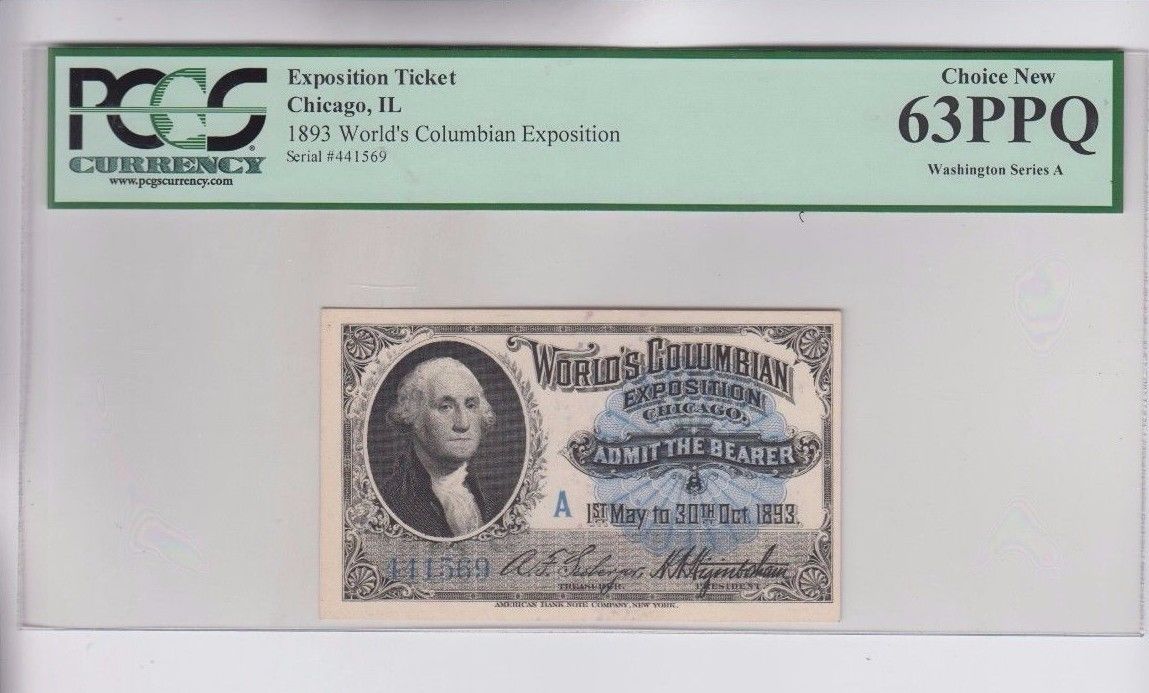 PCGS
CURRENCY
www.pcgscurrency.com
Exposition Ticket
Chicago, IL
1893 World's Columbian Exposition
Serial #441569
Choice New
63PPQ
Washington Series A
WORLD'S COLUMBIAN
EXPOSITION
CHICAGO.
ADMIT THE BEARER
A
1ST May to 30TH Oct. 1893.
441569
TREASURER.
PRESIDENT.
AMERICAN BANK NOTE COMPANY, NEW YORK.